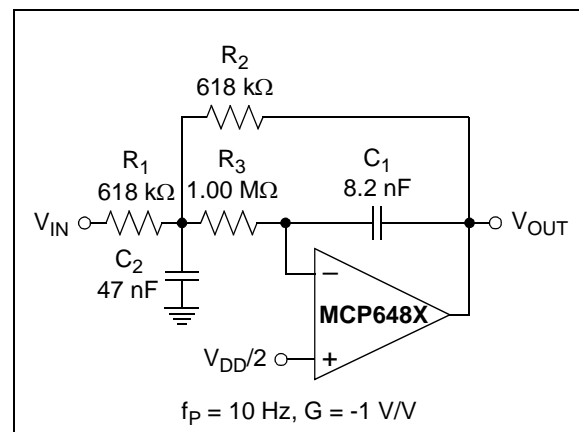 R2
618 kΩ
R1
618 kΩ
R3
1.00 MΩ
C1
8.2 nF
VIN
VOUT
C2
47 nF
−
MCP648X
VDD/2
+
fP = 10 Hz, G = -1 V/V